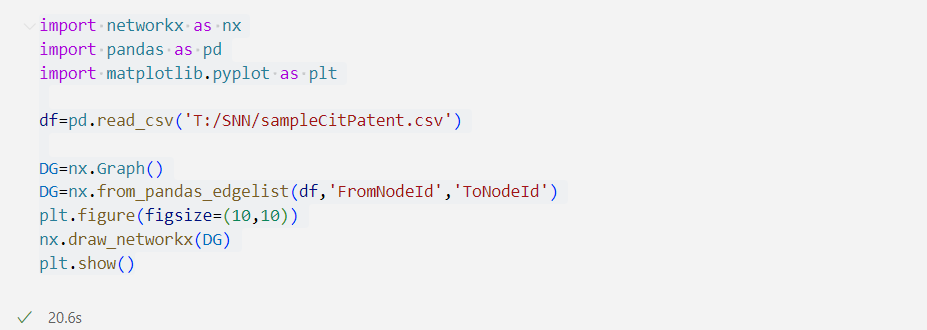 import networkx as nx
import pandas as pd
import matplotlib.pyplot as plt
df=pd.read_csv('T:/SNN/sampleCitPatent.csv')
DG=nx.Graph()
DG=nx.from_pandas_edgelist(df,'FromNodeId','ToNodeId')
plt.figure(figsize=(10,10))
nx.draw_networkx(DG)
plt.show()
20.6s